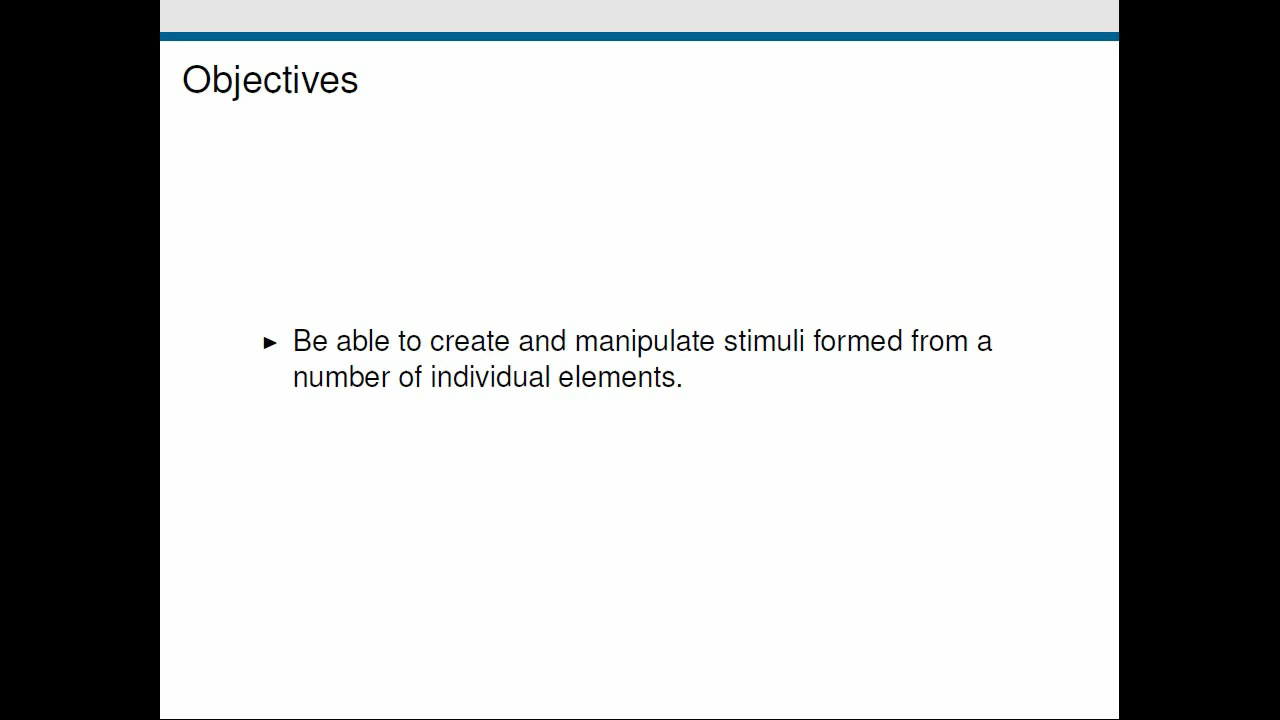 Objectives
► Be able to create and manipulate stimuli formed from a
number of individual elements.